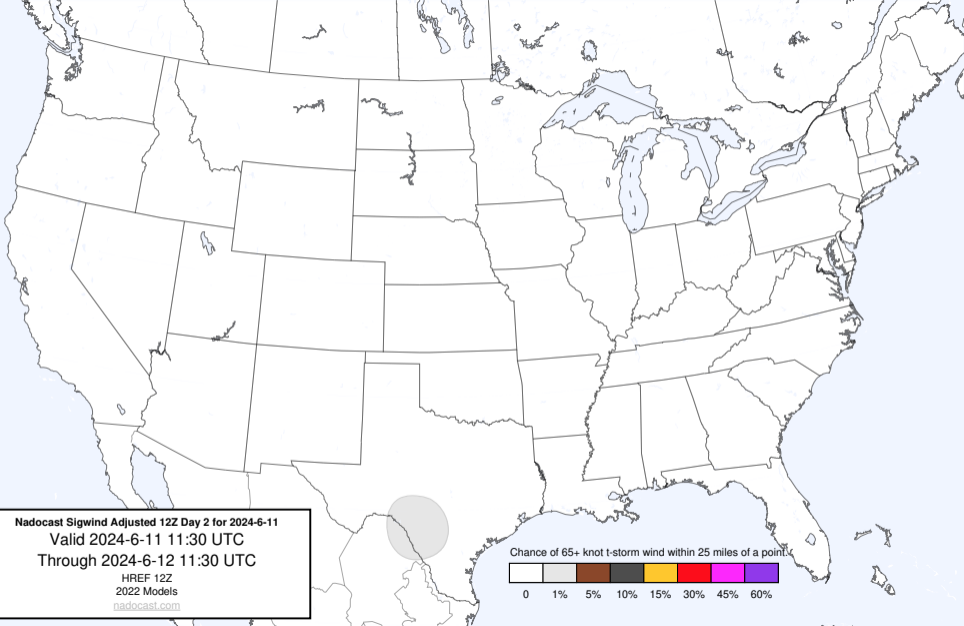 Nadocast Sigwind Adjusted 12Z Day 2 for 2024-6-11
Valid 2024-6-11 11:30 UTC
Through 2024-6-12 11:30 UTC
HREF 12Z
2022 Models
nadocast.com
Chance of 65+ knot t-storm wind within 25 miles of a point.
0 1% 5% 10% 15% 30% 45% 60%